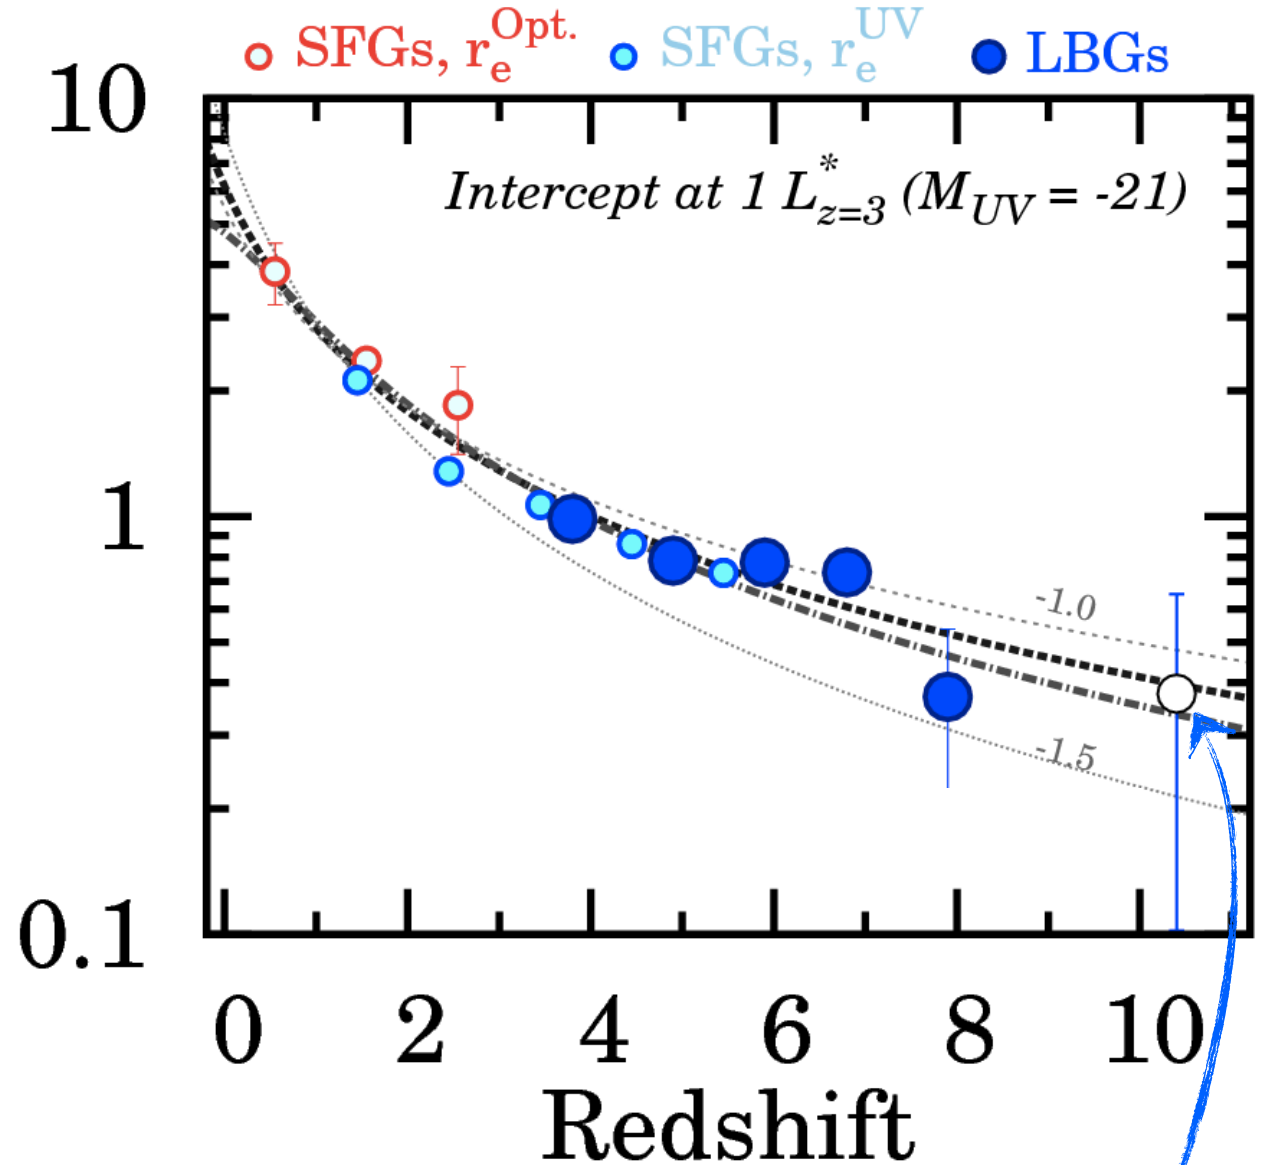 SFGs, r_e^Opt. SFGs, r_e^UV LBGs
10
Intercept at 1 L^*_z=3 (M_UV = -21)
1
-1.0
-1.5
0.1
0 2 4 6 8 10
Redshift